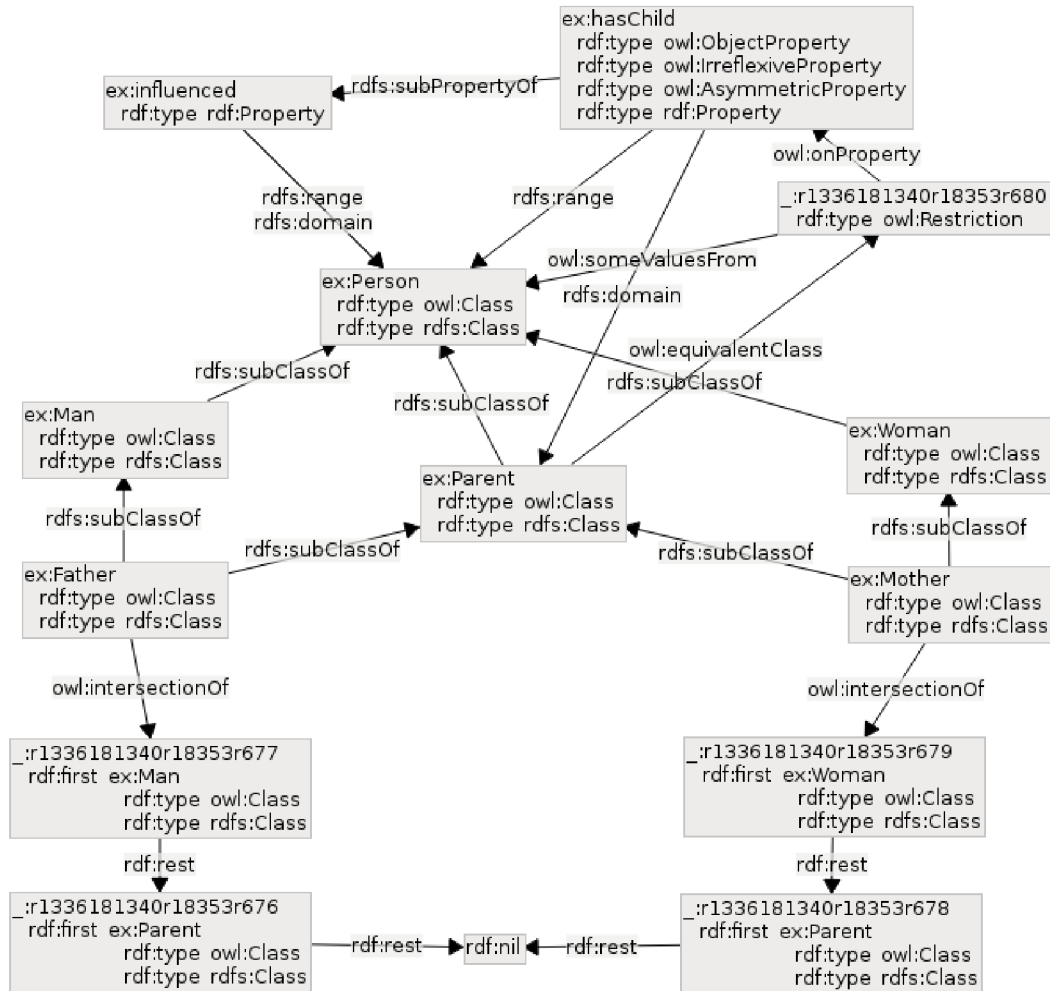 ex:hasChild
rdf:type owl:ObjectProperty
rdf:type owl:IrreflexiveProperty
rdf:type owl:AsymmetricProperty
rdf:type rdf:Property
ex:influenced
rdf:type rdf:Property
rdfs:subPropertyOf
owl:onProperty
_:r1336181340r18353r680
rdf:type owl:Restriction
rdfs:range
rdfs:domain
rdfs:range
owl:someValuesFrom
rdfs:domain
ex:Person
rdf:type owl:Class
rdf:type rdfs:Class
owl:equivalentClass
rdfs:subClassOf
rdfs:subClassOf
rdfs:subClassOf
ex:Man
rdf:type owl:Class
rdf:type rdfs:Class
ex:Woman
rdf:type owl:Class
rdf:type rdfs:Class
ex:Parent
rdf:type owl:Class
rdf:type rdfs:Class
rdfs:subClassOf
rdfs:subClassOf
rdfs:subClassOf
rdfs:subClassOf
ex:Father
rdf:type owl:Class
rdf:type rdfs:Class
ex:Mother
rdf:type owl:Class
rdf:type rdfs:Class
owl:intersectionOf
owl:intersectionOf
_:r1336181340r18353r677
rdf:first ex:Man
rdf:type owl:Class
rdf:type rdfs:Class
_:r1336181340r18353r679
rdf:first ex:Woman
rdf:type owl:Class
rdf:type rdfs:Class
rdf:rest
rdf:rest
_:r1336181340r18353r676
rdf:first ex:Parent
rdf:type owl:Class
rdf:type rdfs:Class
rdf:rest
rdf:nil
rdf:rest
_:r1336181340r18353r678
rdf:first ex:Parent
rdf:type owl:Class
rdf:type rdfs:Class